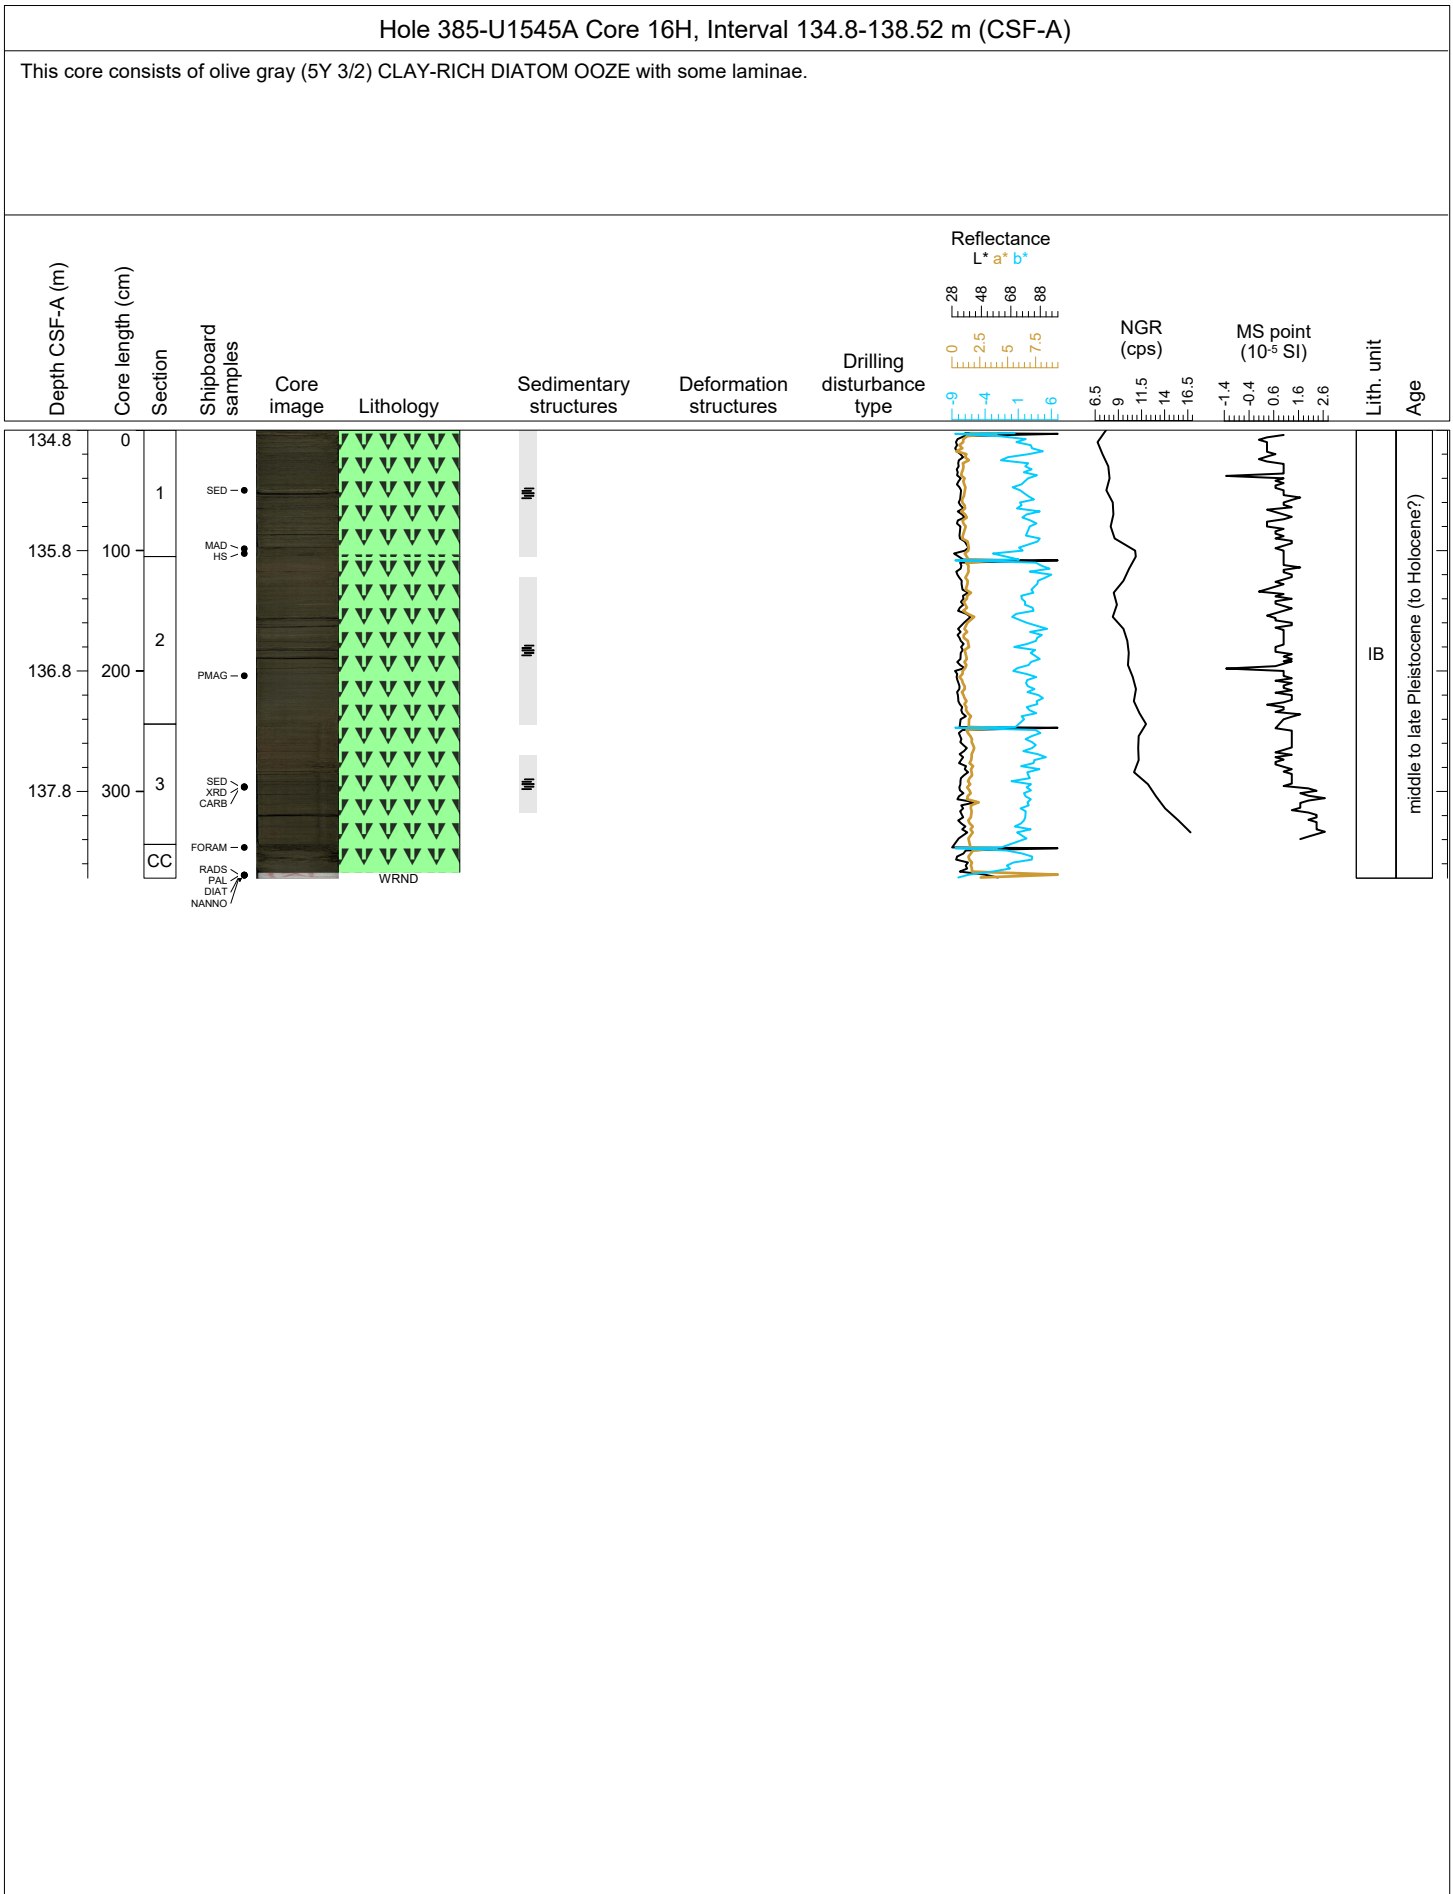 Hole 385-U1545A Core 16H, Interval 134.8-138.52 m (CSF-A)
This core consists of olive gray (5Y 3/2) CLAY-RICH DIATOM OOZE with some laminae.
Depth CSF-A (m)
Core length (cm)
Section
Shipboard
samples
Core
image
Lithology
Sedimentary
structures
Deformation
structures
Drilling
disturbance
type
Reflectance
L* a* b*
28 48 68 88
0 2.5 5 7.5
-9 -4 1 6
NGR
(cps)
6.5 9 11.5 14 16.5
MS point
(10-5 SI)
-1.4 -0.4 0.6 1.6 2.6
Lith. unit
Age
134.8 0
1
SED
MAD
135.8 100
HS
2
136.8 200
PMAG
IB
middle to late Pleistocene (to Holocene?)
3
SED
137.8 300
XRD
CARB
FORAM
CC
RADS
PAL
DIAT
NANNO
WRND